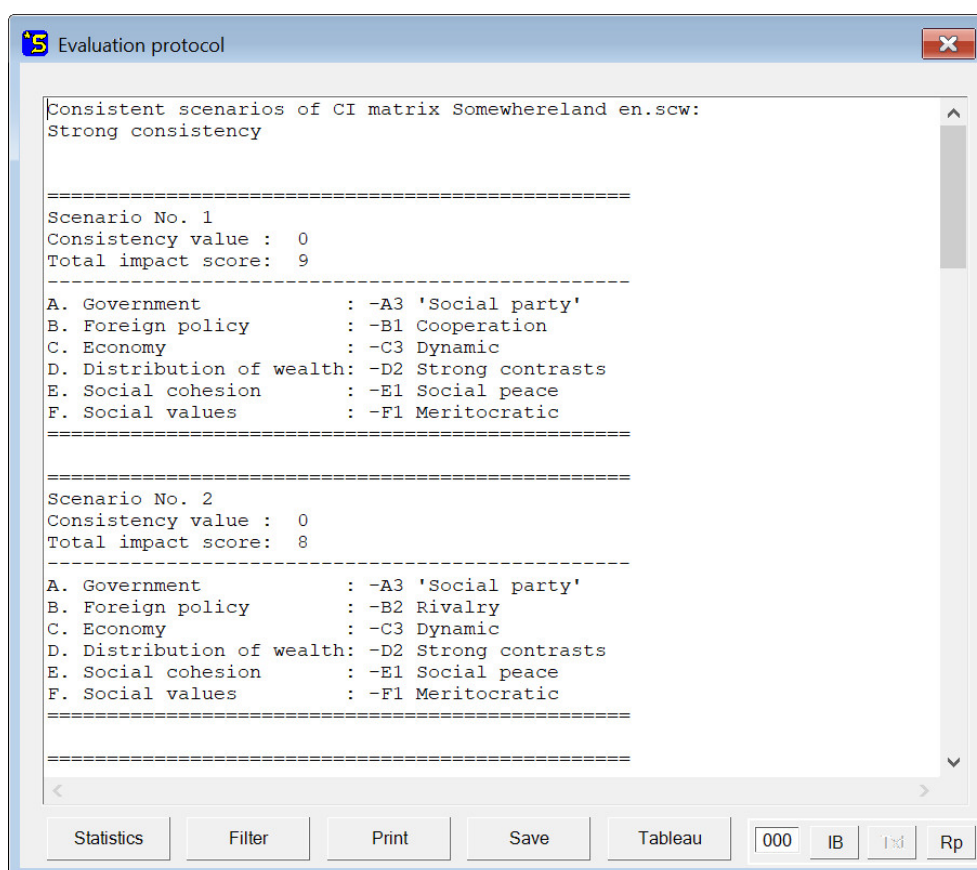 Evaluation protocol
Consistent scenarios of CI matrix Somewhereland en.scw:
Strong consistency
=================================================
Scenario No. 1
Consistency value :  0
Total impact score:  9
-------------------------------------------------
A. Government            : -A3 'Social party'
B. Foreign policy        : -B1 Cooperation
C. Economy               : -C3 Dynamic
D. Distribution of wealth: -D2 Strong contrasts
E. Social cohesion       : -E1 Social peace
F. Social values         : -F1 Meritocratic
=================================================
=================================================
Scenario No. 2
Consistency value :  0
Total impact score:  8
-------------------------------------------------
A. Government            : -A3 'Social party'
B. Foreign policy        : -B2 Rivalry
C. Economy               : -C3 Dynamic
D. Distribution of wealth: -D2 Strong contrasts
E. Social cohesion       : -E1 Social peace
F. Social values         : -F1 Meritocratic
=================================================
=================================================
Statistics Filter Print Save Tableau 000 IB Rp